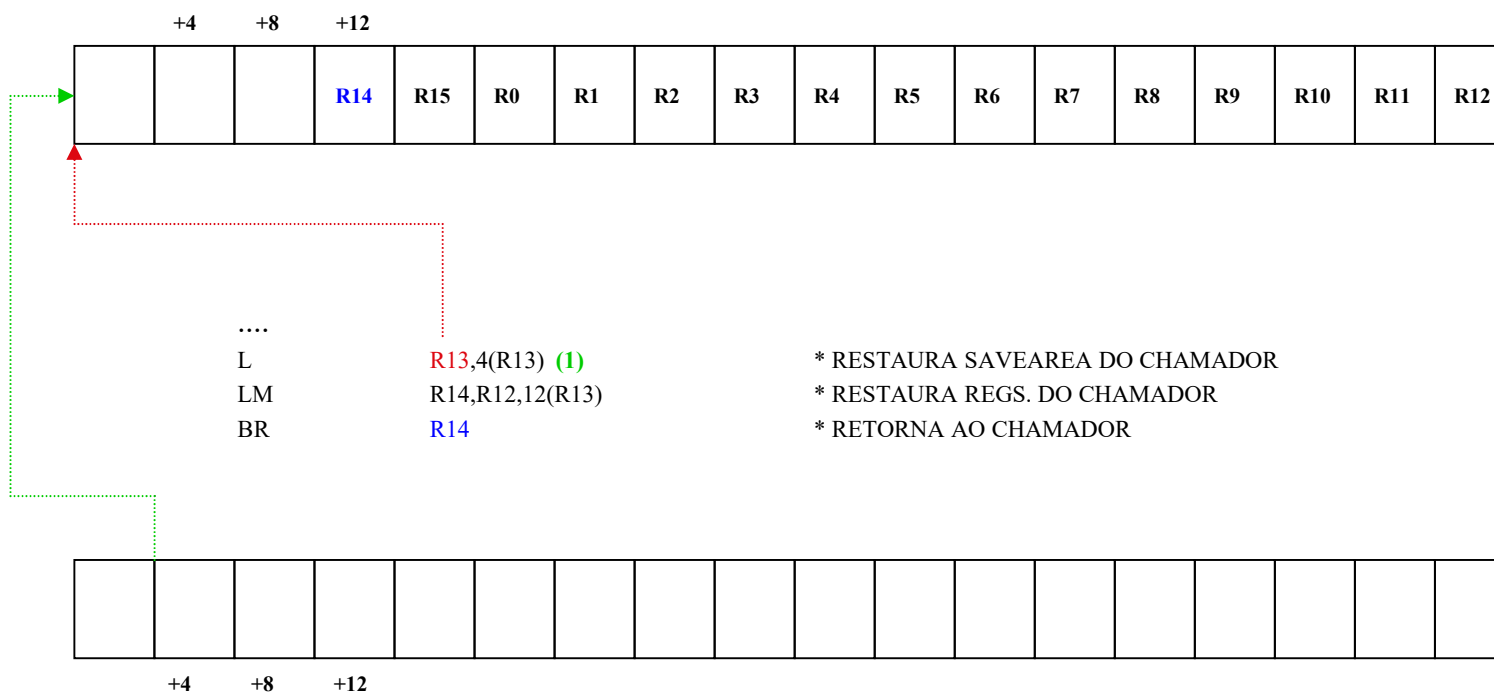 +4 +8 +12
R14 R15 R0 R1 R2 R3 R4 R5 R6 R7 R8 R9 R10 R11 R12
....
L R13,4(R13) (1) * RESTAURA SAVEAREA DO CHAMADOR
LM R14,R12,12(R13) * RESTAURA REGS. DO CHAMADOR
BR R14 * RETORNA AO CHAMADOR
+4 +8 +12